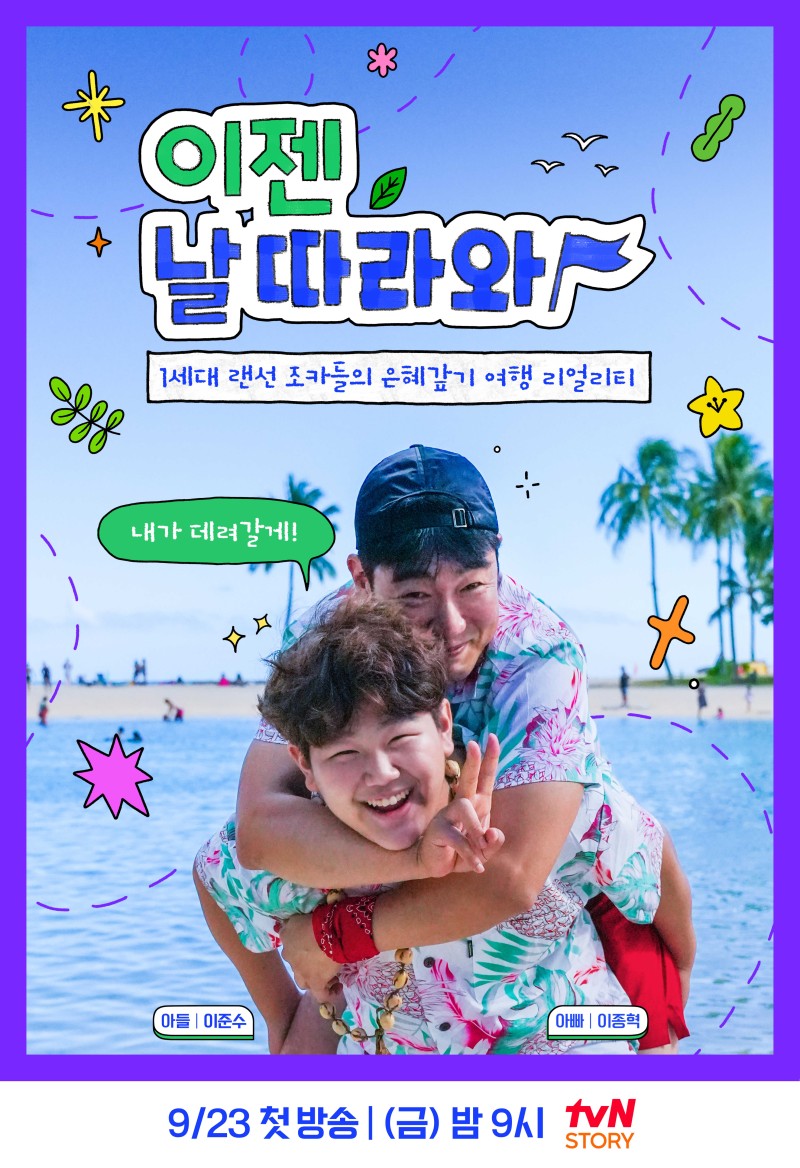 이젠
날 따라와
1세대 랜선 조카들의 은혜갚기 여행 리얼리티
내가 데려갈게!
아들 | 이준수
아빠 | 이종혁
9/23 첫 방송 | (금) 밤 9시
tvN
STORY